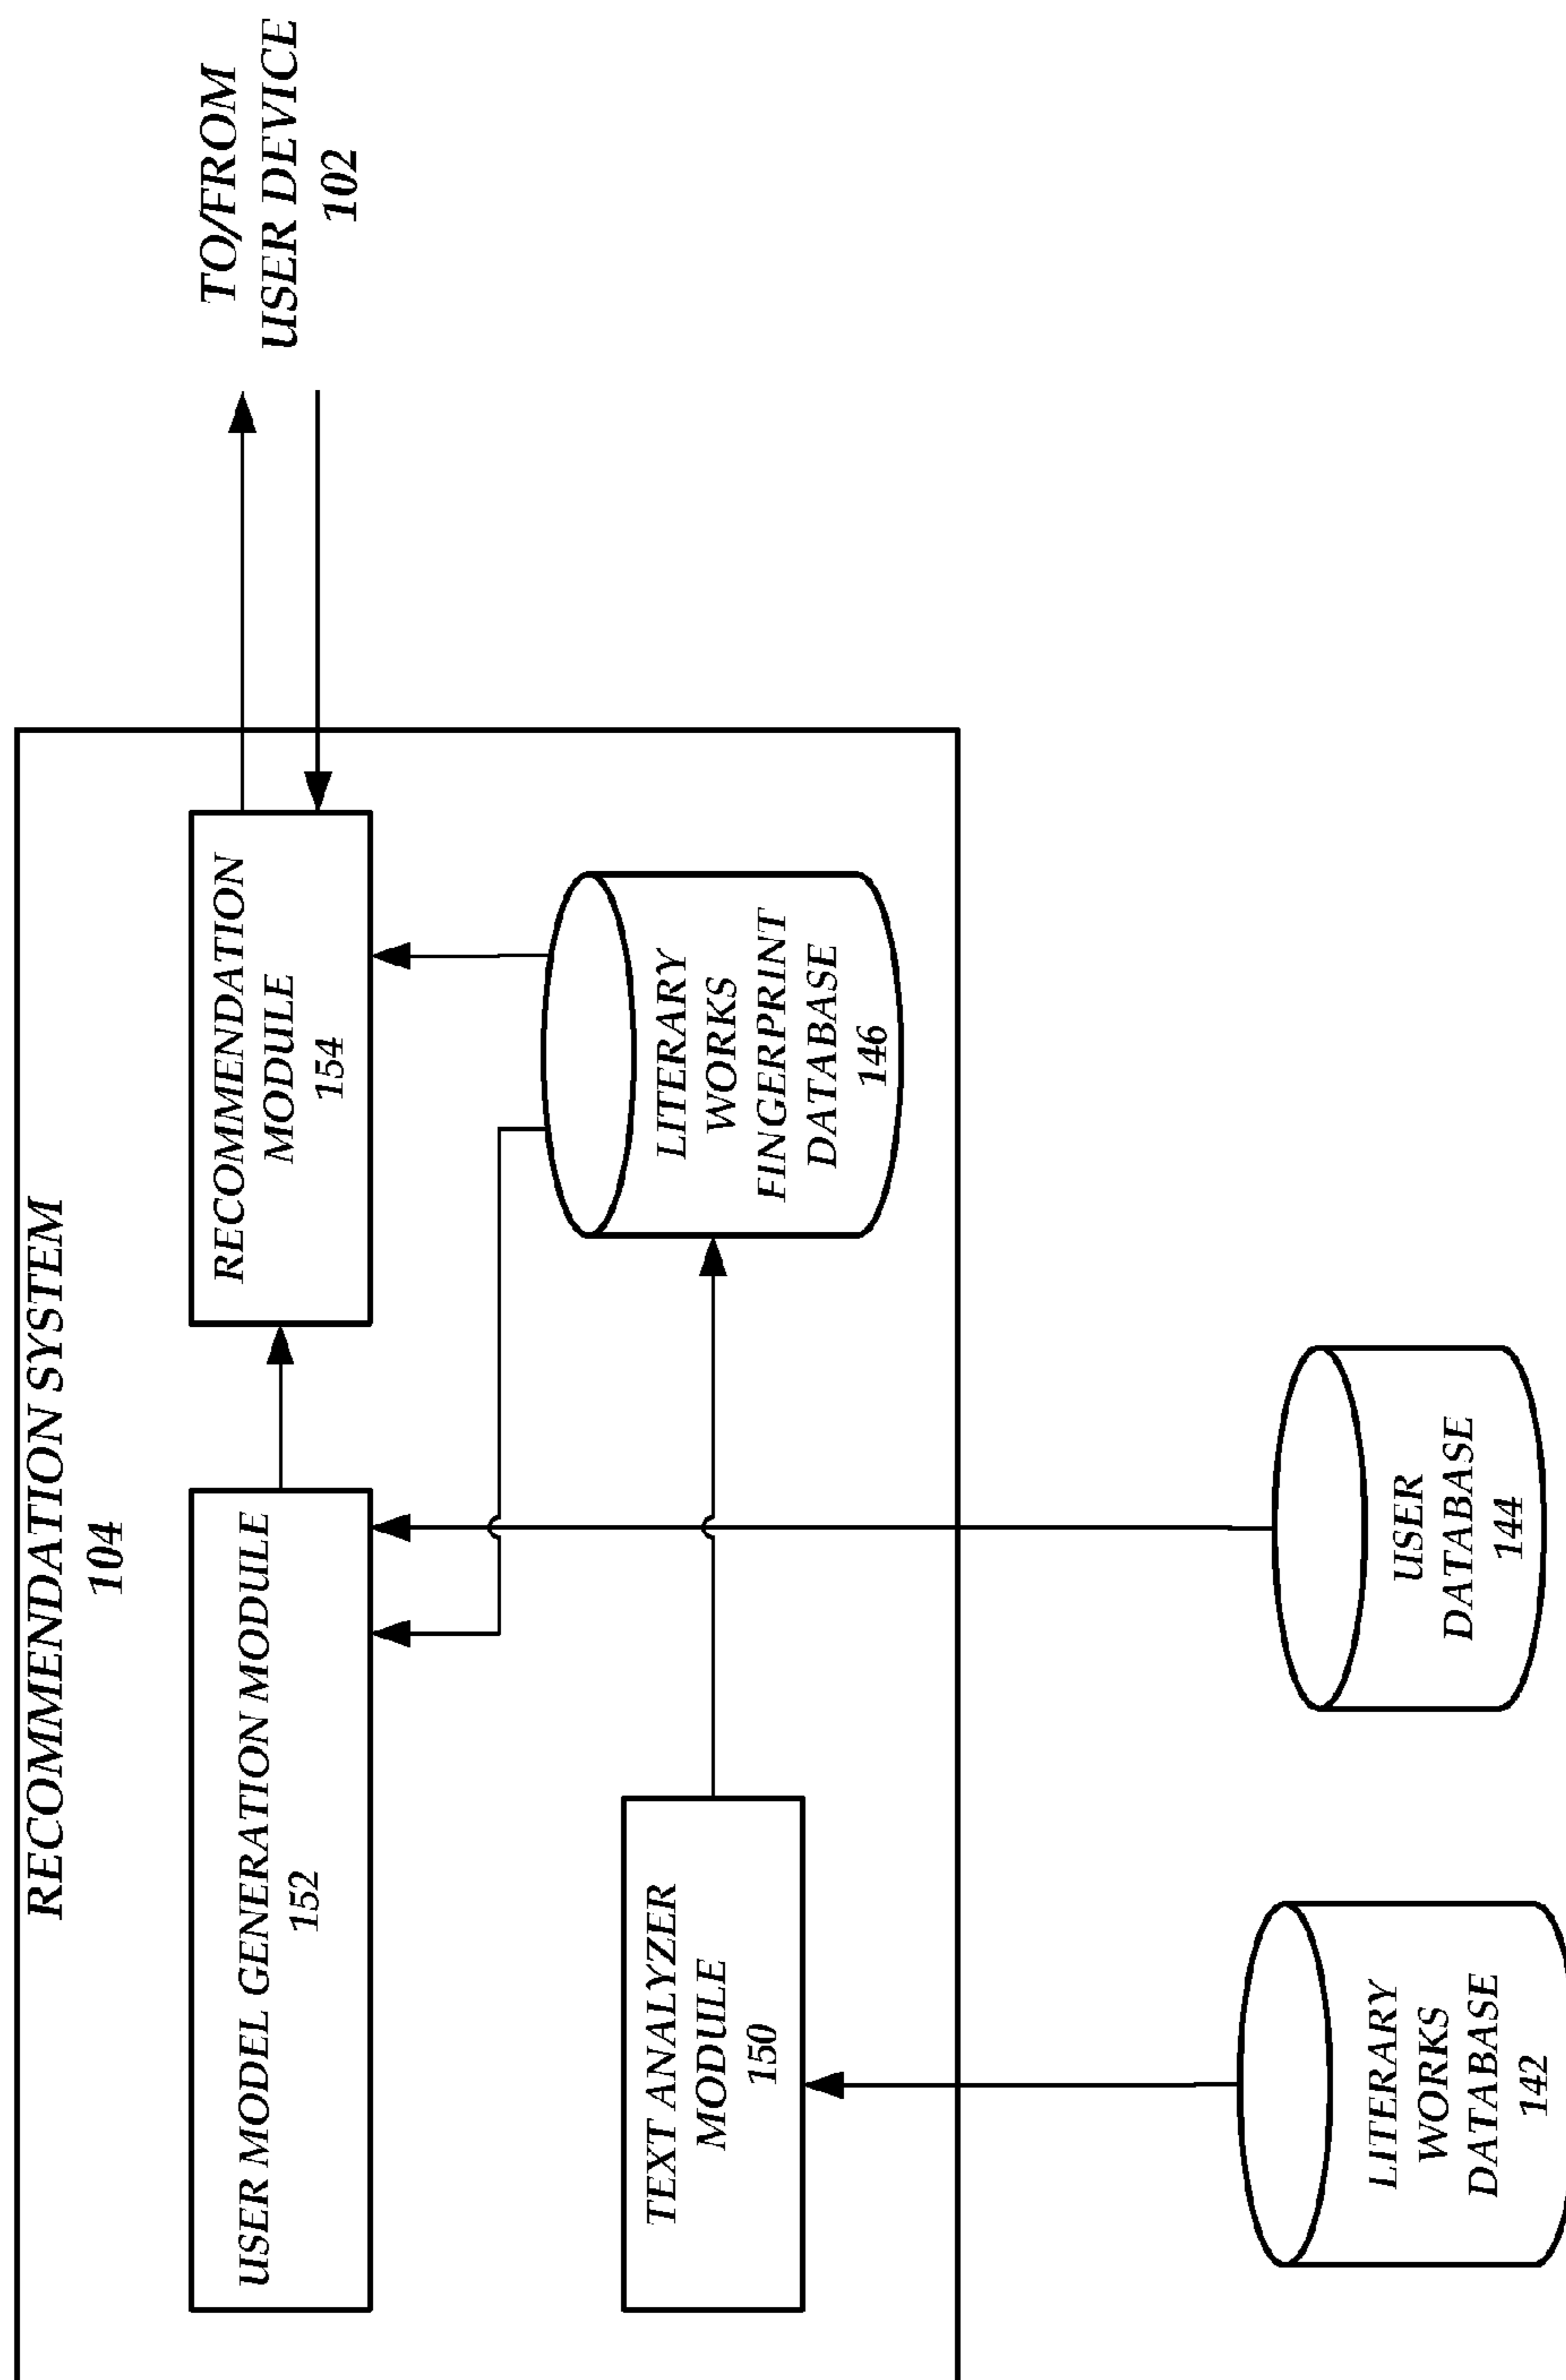 RECOMMENDATION SYSTEM
104
USER MODEL GENERATION MODULE
152
RECOMMENDATION
MODULE
154
TO/FROM
USER DEVICE
102
TEXT ANALYZER
MODULE
150
LITERARY
WORKS
FINGERPRINT
DATABASE
146
LITERARY
WORKS
DATABASE
142
USER
DATABASE
144